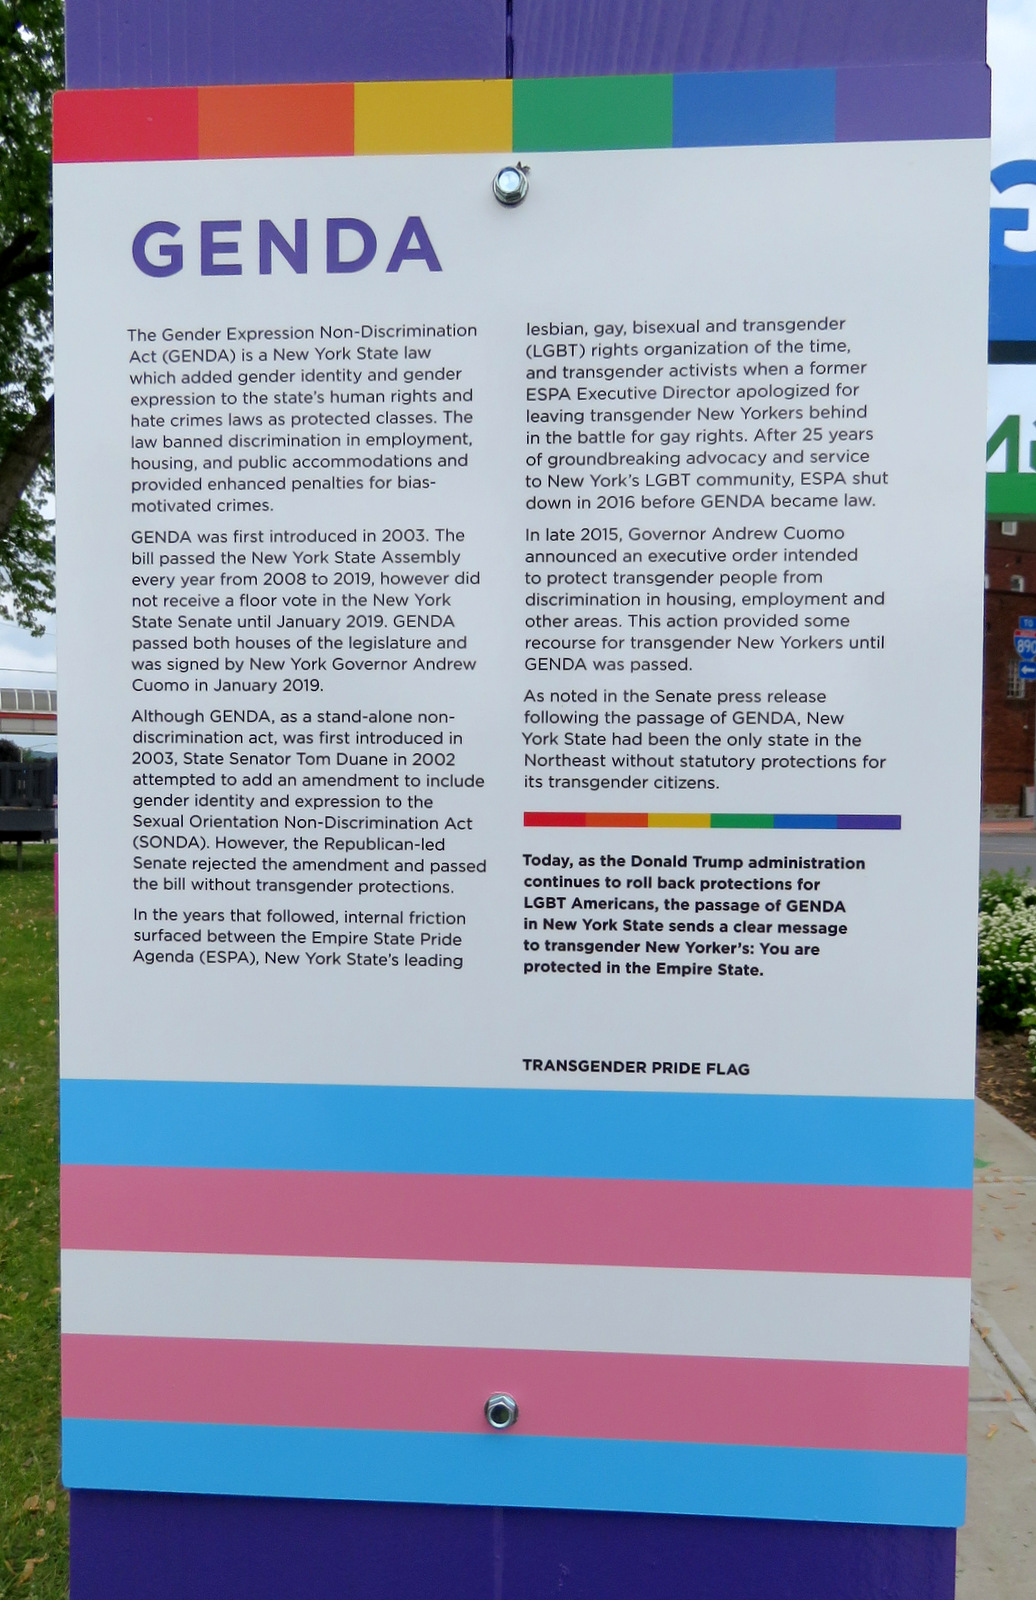 GENDA
The Gender Expression Non-Discrimination
Act (GENDA) is a New York State law
which added gender identity and gender
expression to the state's human rights and
hate crimes laws as protected classes. The
law banned discrimination in employment,
housing, and public accommodations and
provided enhanced penalties for bias-
motivated crimes.
GENDA was first introduced in 2003. The
bill passed the New York State Assembly
every year from 2008 to 2019, however did
not receive a floor vote in the New York
State Senate until January 2019. GENDA
passed both houses of the legislature and
was signed by New York Governor Andrew
Cuomo in January 2019.
Although GENDA, as a stand-alone non-
discrimination act, was first introduced in
2003, State Senator Tom Duane in 2002
attempted to add an amendment to include
gender identity and expression to the
Sexual Orientation Non-Discrimination Act
(SONDA). However, the Republican-led
Senate rejected the amendment and passed
the bill without transgender protections.
In the years that followed, internal friction
surfaced between the Empire State Pride
Agenda (ESPA), New York State's leading
lesbian, gay, bisexual and transgender
(LGBT) rights organization of the time,
and transgender activists when a former
ESPA Executive Director apologized for
leaving transgender New Yorkers behind
in the battle for gay rights. After 25 years
of groundbreaking advocacy and service
to New York's LGBT community, ESPA shut
down in 2016 before GENDA became law.
In late 2015, Governor Andrew Cuomo
announced an executive order intended
to protect transgender people from
discrimination in housing, employment and
other areas. This action provided some
recourse for transgender New Yorkers until
GENDA was passed.
As noted in the Senate press release
following the passage of GENDA, New
York State had been the only state in the
Northeast without statutory protections for
its transgender citizens.
Today, as the Donald Trump administration
continues to roll back protections for
LGBT Americans, the passage of GENDA
in New York State sends a clear message
to transgender New Yorker's: You are
protected in the Empire State.
TRANSGENDER PRIDE FLAG
G
TO
890